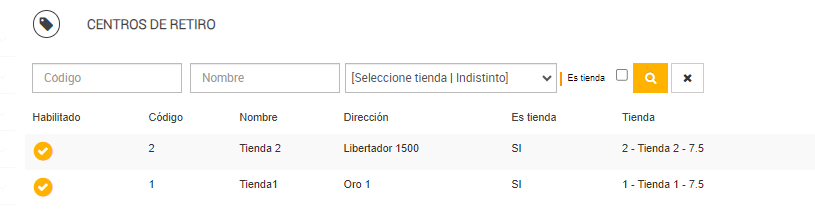 CENTROS DE RETIRO
Código Nombre [Seleccione tienda | Indistinto] Es tienda
Habilitado Código Nombre Dirección Es tienda Tienda
2 Tienda 2 Libertador 1500 SI 2 - Tienda 2 - 7.5
1 Tienda1 Oro 1 SI 1 - Tienda 1 - 7.5